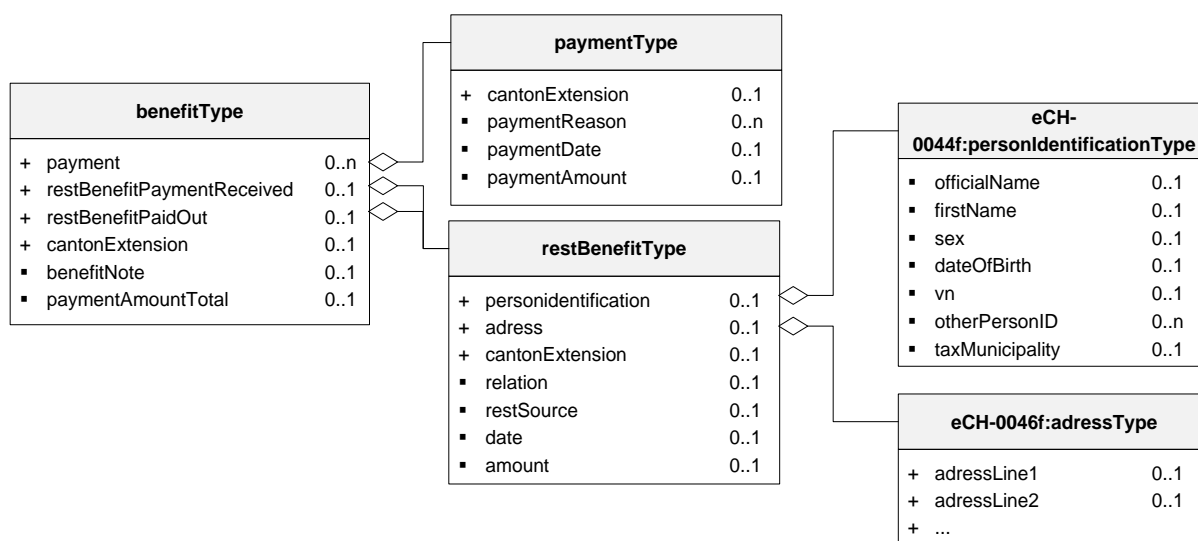 paymentType
+ cantonExtension 0..1
▪ paymentReason 0..n
▪ paymentDate 0..1
▪ paymentAmount 0..1
benefitType
+ payment 0..n
+ restBenefitPaymentReceived 0..1
+ restBenefitPaidOut 0..1
+ cantonExtension 0..1
▪ benefitNote 0..1
▪ paymentAmountTotal 0..1
restBenefitType
+ personidentification 0..1
+ adress 0..1
+ cantonExtension 0..1
▪ relation 0..1
▪ restSource 0..1
▪ date 0..1
▪ amount 0..1
eCH-
0044f:personIdentificationType
▪ officialName 0..1
▪ firstName 0..1
▪ sex 0..1
▪ dateOfBirth 0..1
▪ vn 0..1
▪ otherPersonID 0..n
▪ taxMunicipality 0..1
eCH-0046f:adressType
+ adressLine1 0..1
+ adressLine2 0..1
+ ...